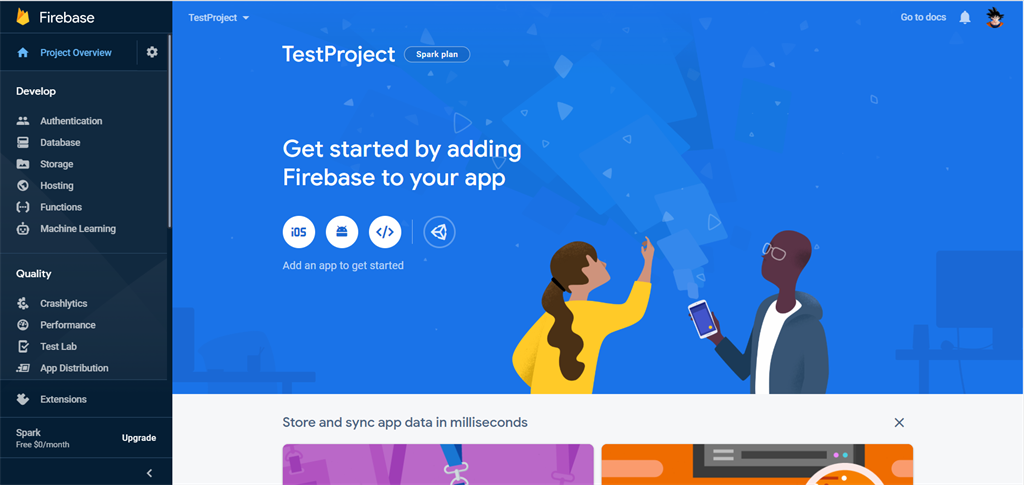 Firebase
Project Overview
Develop
Authentication
Database
Storage
Hosting
Functions
Machine Learning
Quality
Crashlytics
Performance
Test Lab
App Distribution
Extensions
Spark
Free $0/month
Upgrade
TestProject
Go to docs
TestProject
Spark plan
Get started by adding
Firebase to your app
iOS
Add an app to get started
Store and sync app data in milliseconds